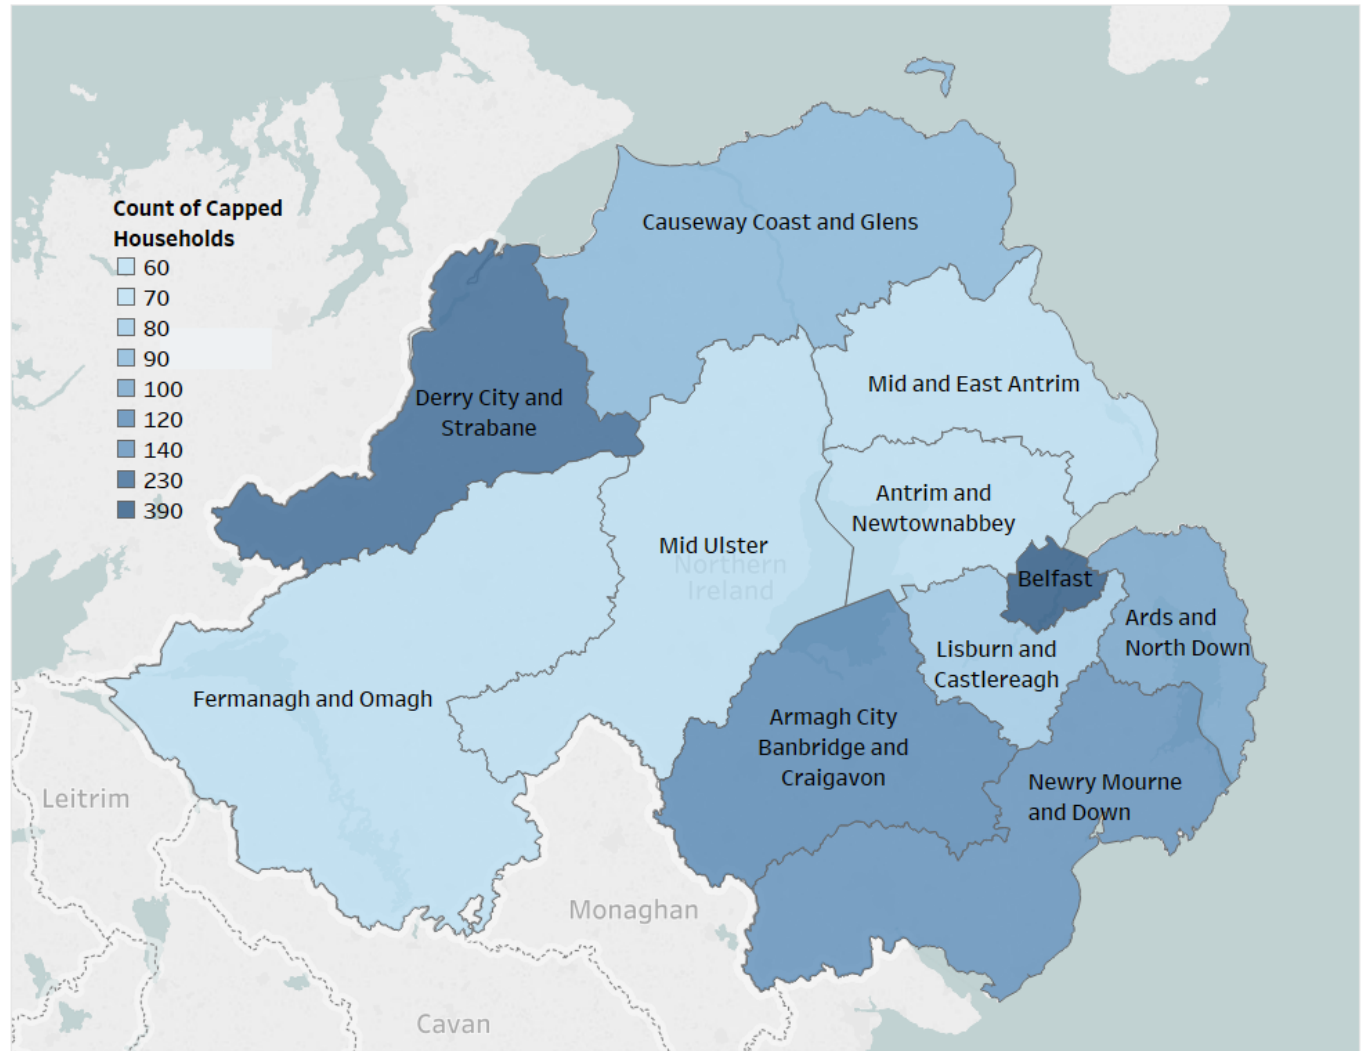 Count of Capped
Households
60
70
80
90
100
120
140
230
390
Causeway Coast and Glens
Derry City and
Strabane
Mid and East Antrim
Antrim and
Newtownabbey
Mid Ulster
Northern
Ireland
Belfast
Ards and
North Down
Lisburn and
Castlereagh
Fermanagh and Omagh
Armagh City
Banbridge and
Craigavon
Newry Mourne
and Down
Leitrim
Monaghan
Cavan